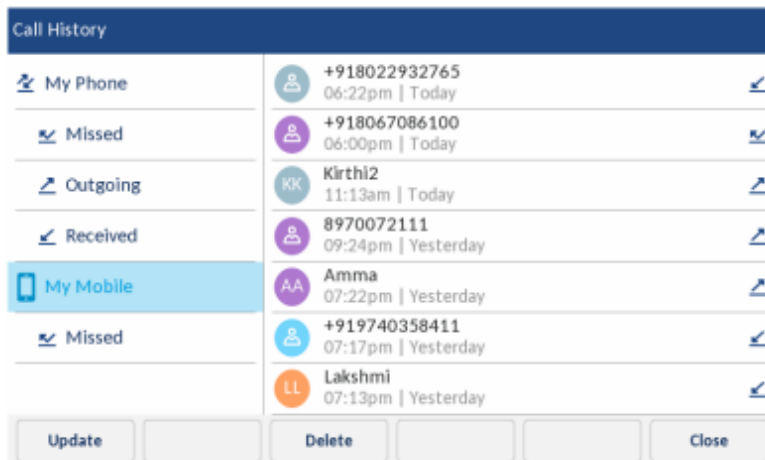 Call History
My Phone
Missed
Outgoing
Received
My Mobile
Missed
+918022932765
06:22pm | Today
+918067086100
06:00pm | Today
KK
Kirthi2
11:13am | Today
8970072111
09:24pm | Yesterday
AA
Amma
07:22pm | Yesterday
+919740358411
07:17pm | Yesterday
LL
Lakshmi
07:13pm | Yesterday
Update
Delete
Close